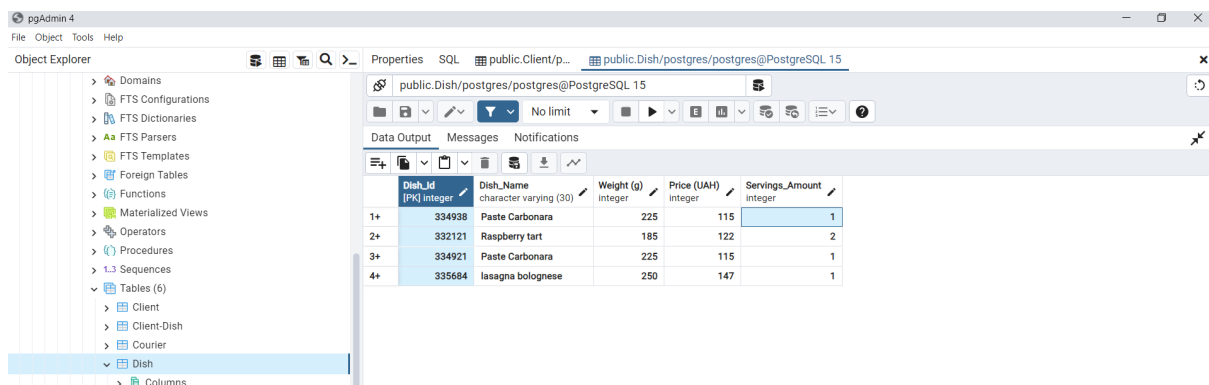 pgAdmin 4
File Object Tools Help
Object Explorer
Domains
FTS Configurations
FTS Dictionaries
Aa FTS Parsers
FTS Templates
Foreign Tables
Functions
Materialized Views
Operators
Procedures
1..3 Sequences
Tables (6)
Client
Client-Dish
Courier
Dish
Columns
Properties SQL public.Client/p... public.Dish/postgres/postgres@PostgreSQL 15
public.Dish/postgres/postgres@PostgreSQL 15
No limit
Data Output Messages Notifications
Dish_Id Dish_Name Weight (g) Price (UAH) Servings_Amount
[PK] integer character varying (30) integer integer integer
1+ 334938 Paste Carbonara 225 115 1
2+ 332121 Raspberry tart 185 122 2
3+ 334921 Paste Carbonara 225 115 1
4+ 335684 lasagna bolognese 250 147 1